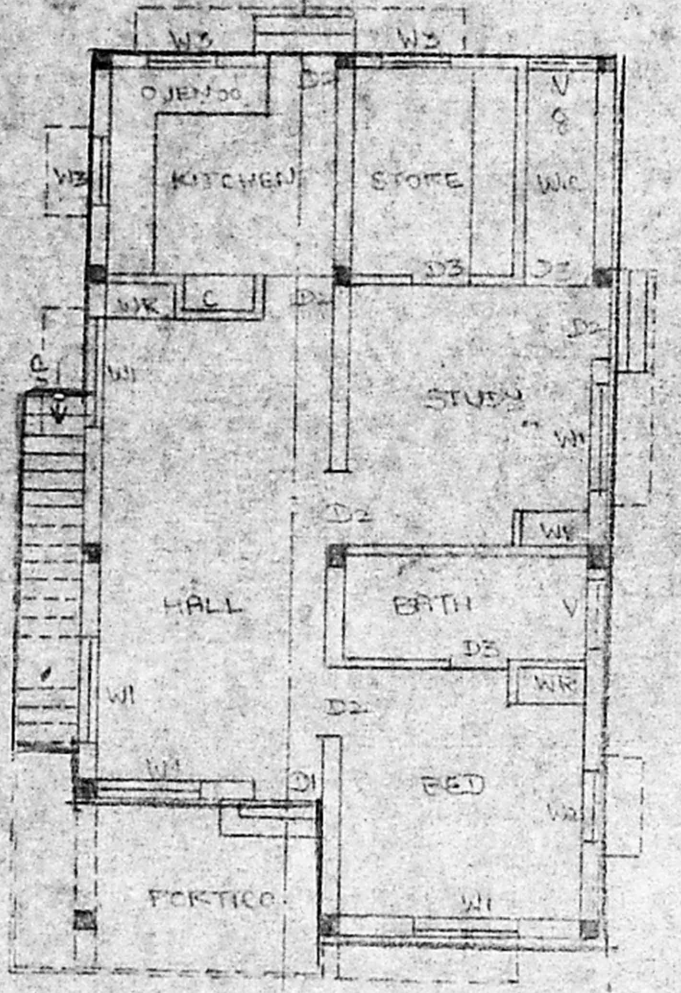 W3
W3
D2
V
KITCHEN
STORE
W.C
W3
D3
D3
WR
C
D2
D2
UP
W1
STUDY
W1
D2
WR
HALL
BATH
V
D3
WR
W1
D2
W1
D1
BED
W2
PORTICO
W1